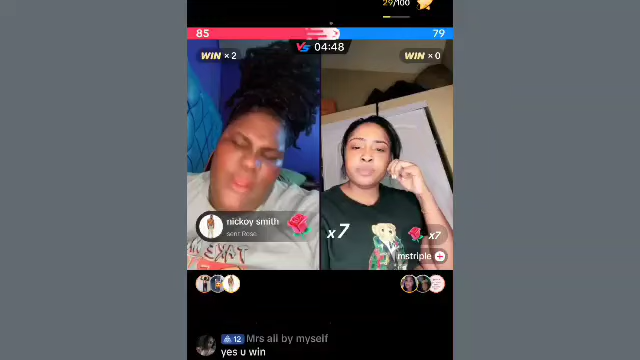 29/100
85
79
WIN × 2
VS 04:48
WIN × 0
nickoy smith
sent Rose
x7
x7
mstriple
12 Mrs all by myself
yes u win